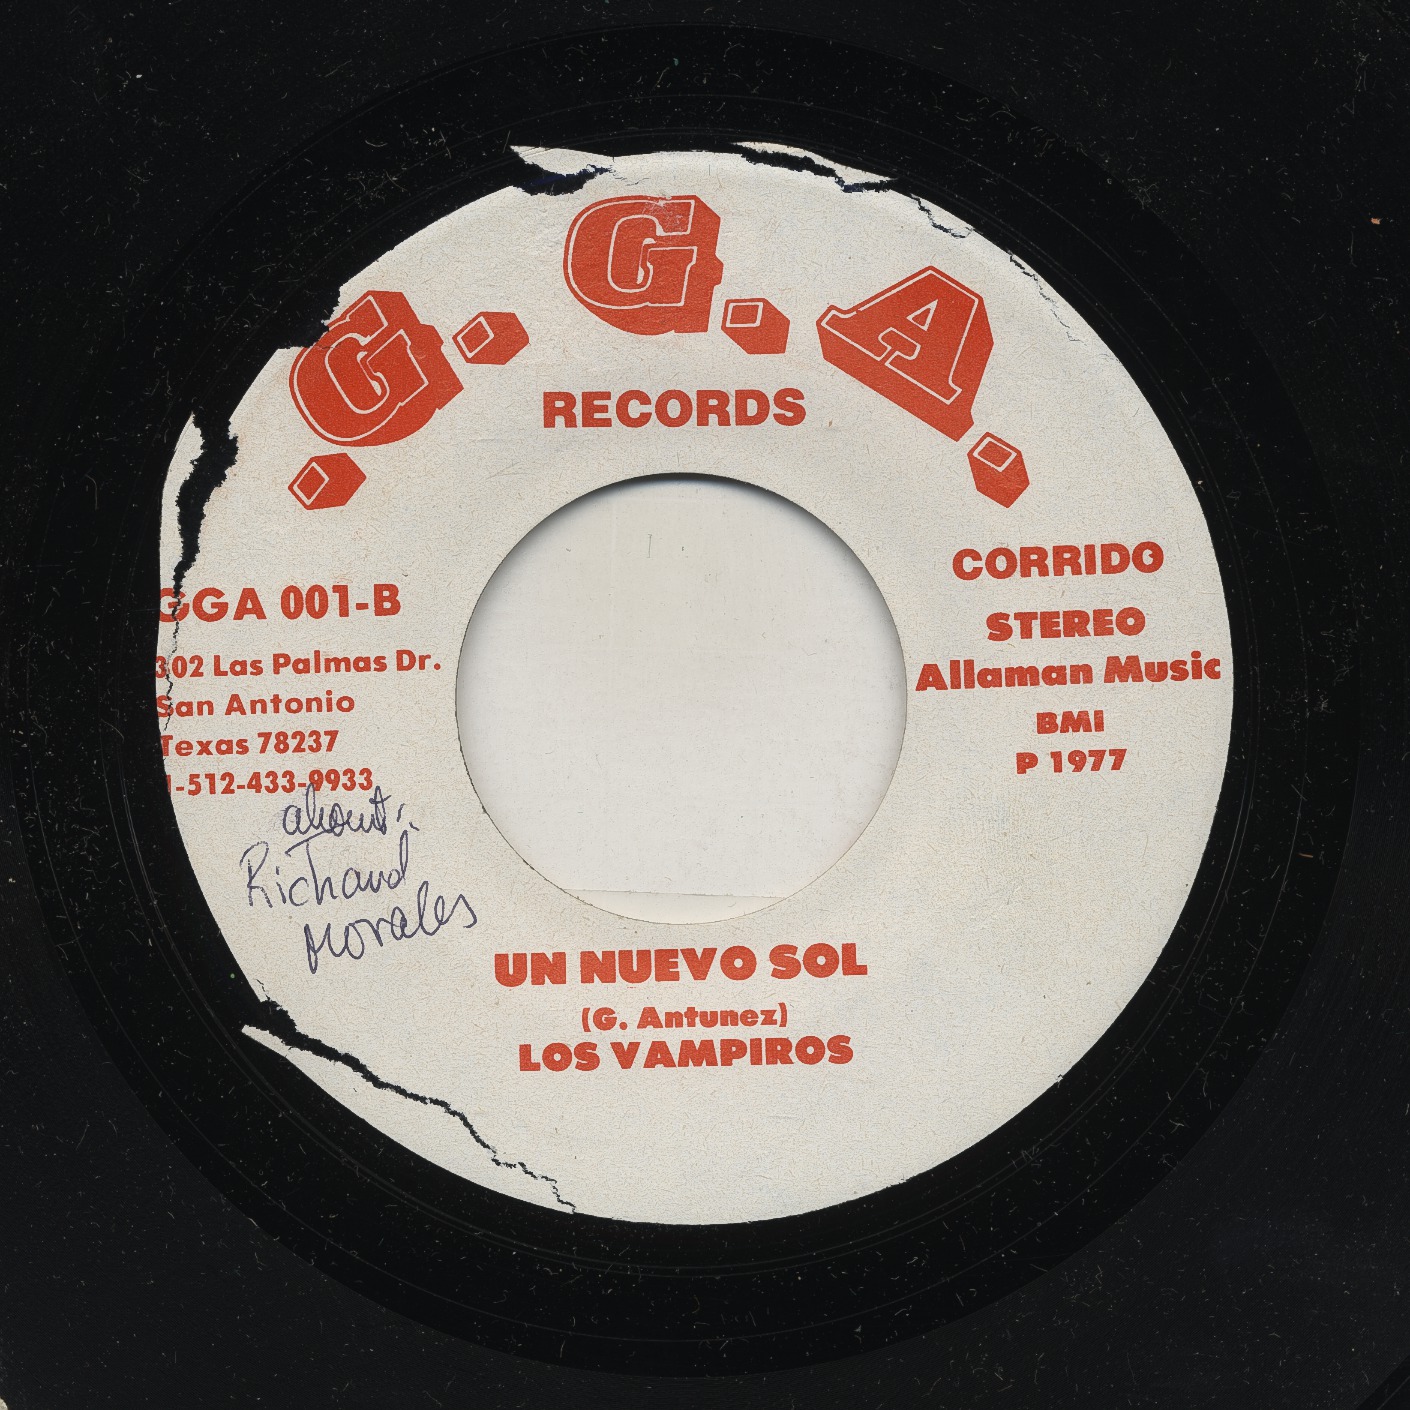 G.G.A.
RECORDS
GGA 001-B
302 Las Palmas Dr.
San Antonio
Texas 78237
1-512-433-9933
about:
Richard
Morales
CORRIDO
STEREO
Allaman Music
BMI
P 1977
UN NUEVO SOL
(G. Antunez)
LOS VAMPIROS